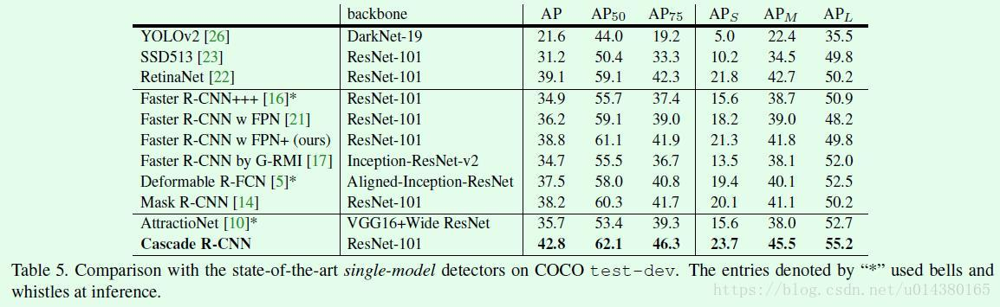 backbone AP AP50 AP75 APS APM APL
YOLOv2 [26] DarkNet-19 21.6 44.0 19.2 5.0 22.4 35.5
SSD513 [23] ResNet-101 31.2 50.4 33.3 10.2 34.5 49.8
RetinaNet [22] ResNet-101 39.1 59.1 42.3 21.8 42.7 50.2
Faster R-CNN+++ [16]* ResNet-101 34.9 55.7 37.4 15.6 38.7 50.9
Faster R-CNN w FPN [21] ResNet-101 36.2 59.1 39.0 18.2 39.0 48.2
Faster R-CNN w FPN+ (ours) ResNet-101 38.8 61.1 41.9 21.3 41.8 49.8
Faster R-CNN by G-RMI [17] Inception-ResNet-v2 34.7 55.5 36.7 13.5 38.1 52.0
Deformable R-FCN [5]* Aligned-Inception-ResNet 37.5 58.0 40.8 19.4 40.1 52.5
Mask R-CNN [14] ResNet-101 38.2 60.3 41.7 20.1 41.1 50.2
AttractioNet [10]* VGG16+Wide ResNet 35.7 53.4 39.3 15.6 38.0 52.7
Cascade R-CNN ResNet-101 42.8 62.1 46.3 23.7 45.5 55.2
Table 5. Comparison with the state-of-the-art single-model detectors on COCO test-dev. The entries denoted by “*” used bells and
whistles at inference.
https://blog.csdn.net/u014380165